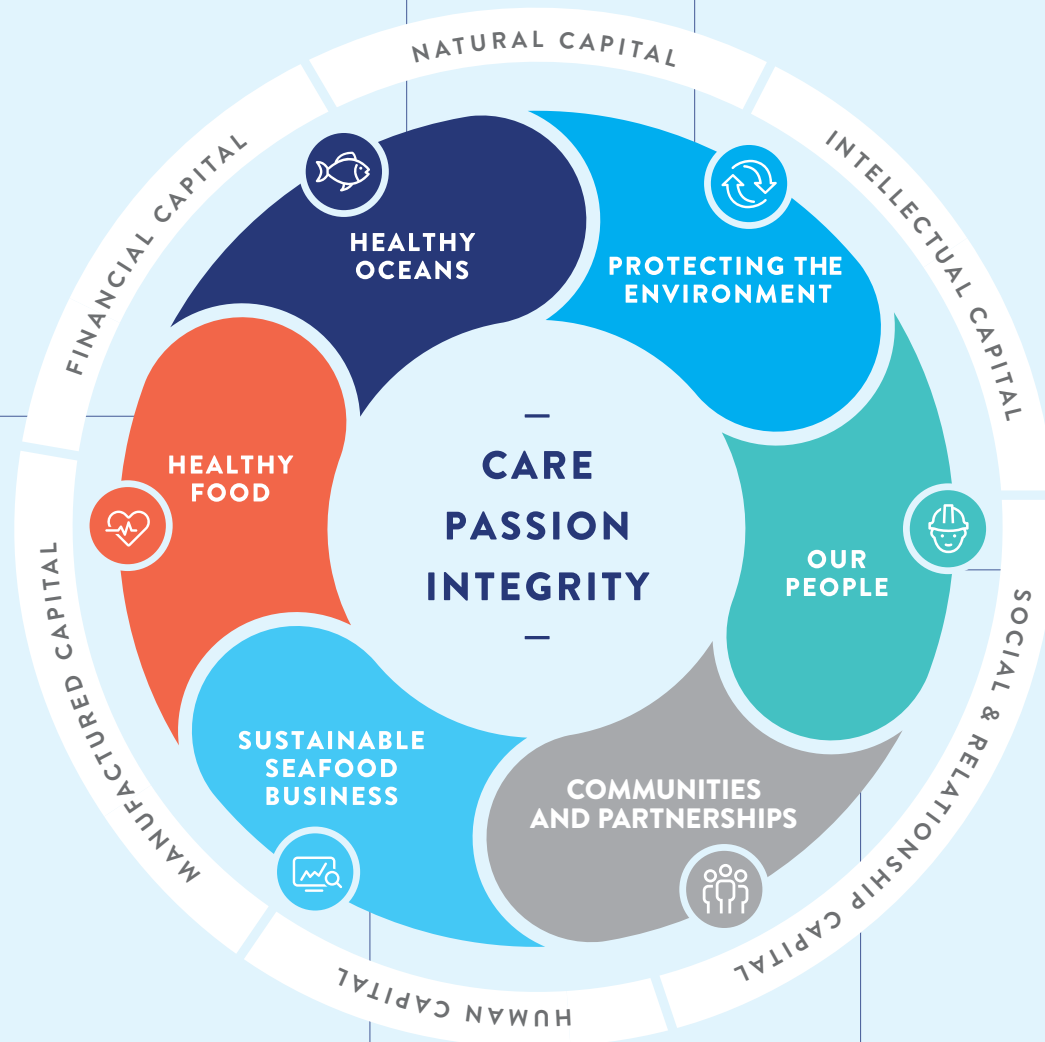 NATURAL CAPITAL
INTELLECTUAL CAPITAL
SOCIAL & RELATIONSHIP CAPITAL
HUMAN CAPITAL
MANUFACTURED CAPITAL
FINANCIAL CAPITAL
HEALTHY
OCEANS
PROTECTING THE
ENVIRONMENT
OUR
PEOPLE
COMMUNITIES
AND PARTNERSHIPS
SUSTAINABLE
SEAFOOD
BUSINESS
HEALTHY
FOOD
CARE
PASSION
INTEGRITY